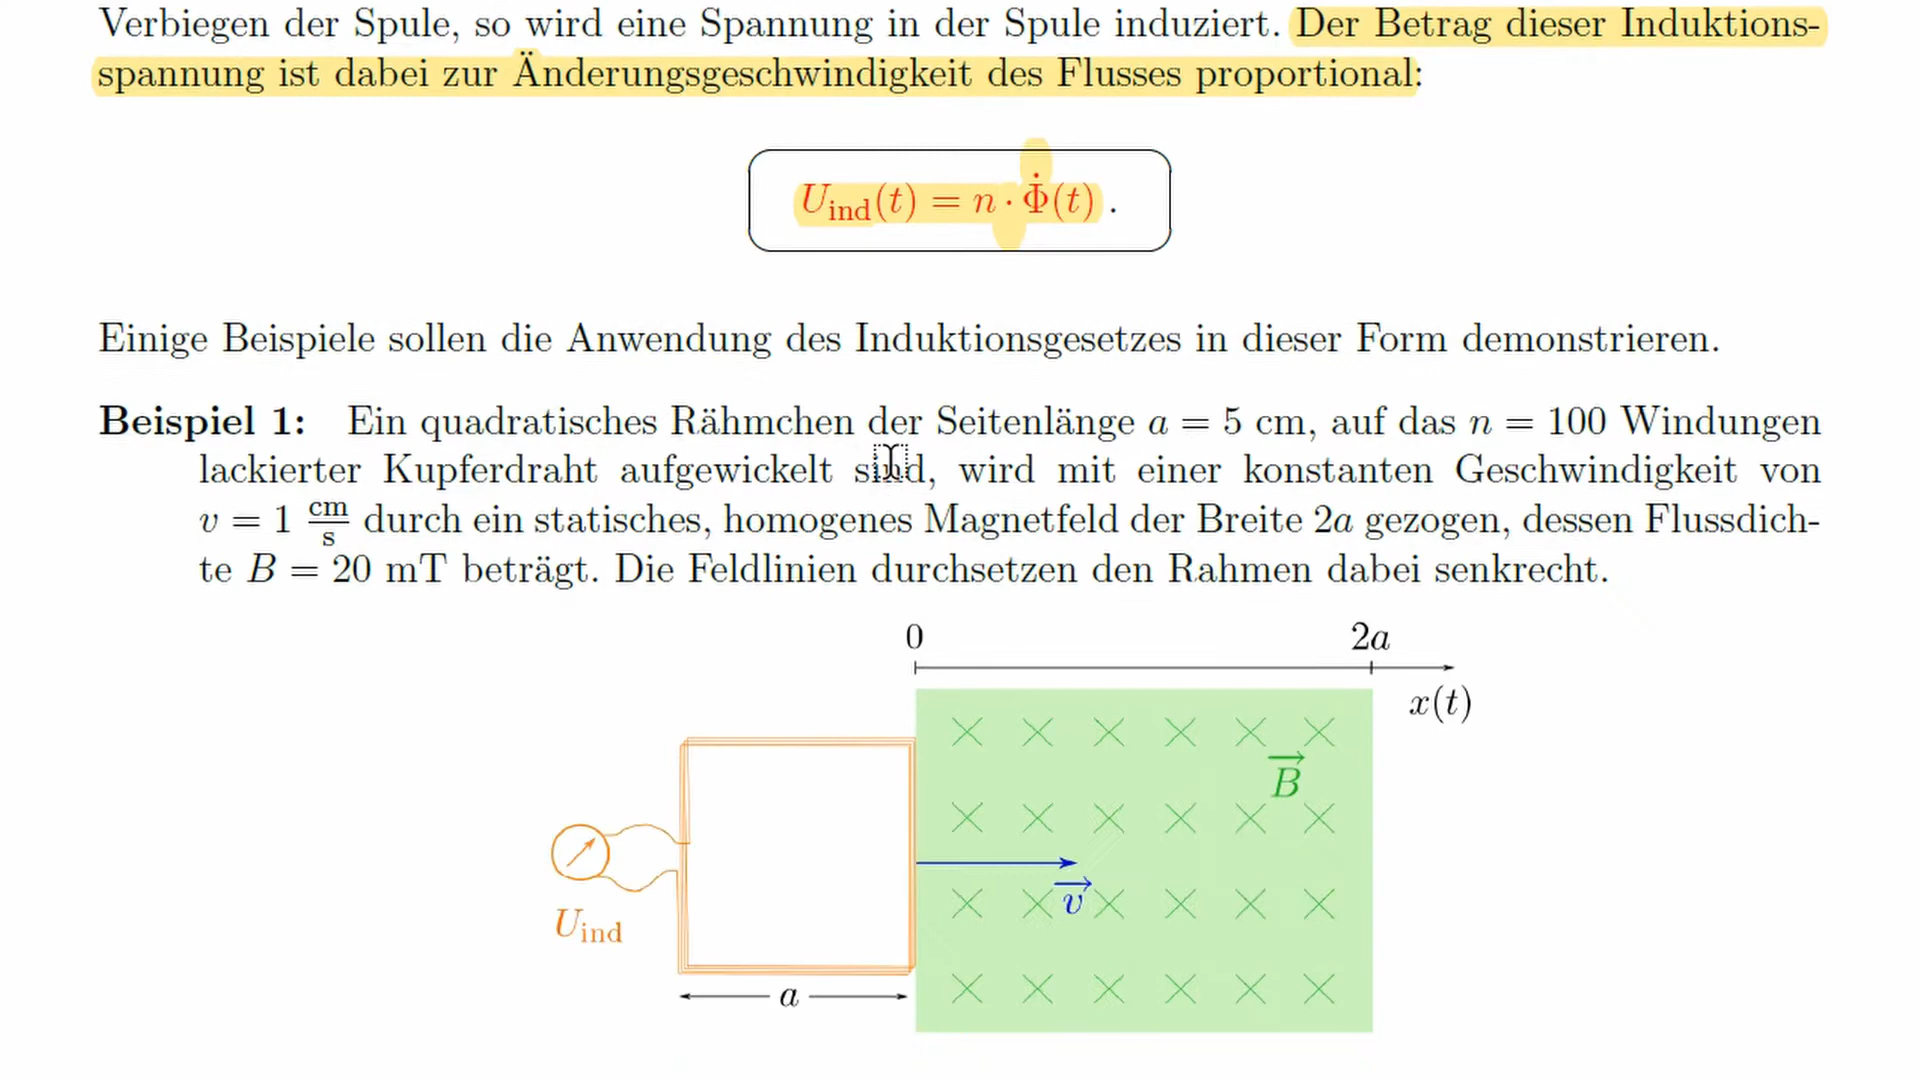 Verbiegen der Spule, so wird eine Spannung in der Spule induziert. Der Betrag dieser Induktions-
spannung ist dabei zur Änderungsgeschwindigkeit des Flusses proportional:
U_ind(t) = n · Φ̇(t) .
Einige Beispiele sollen die Anwendung des Induktionsgesetzes in dieser Form demonstrieren.
Beispiel 1: Ein quadratisches Rähmchen der Seitenlänge a = 5 cm, auf das n = 100 Windungen
lackierter Kupferdraht aufgewickelt sind, wird mit einer konstanten Geschwindigkeit von
v = 1 cm/s durch ein statisches, homogenes Magnetfeld der Breite 2a gezogen, dessen Flussdich-
te B = 20 mT beträgt. Die Feldlinien durchsetzen den Rahmen dabei senkrecht.
0 2a
x(t)
B⃗
v⃗
U_ind
a